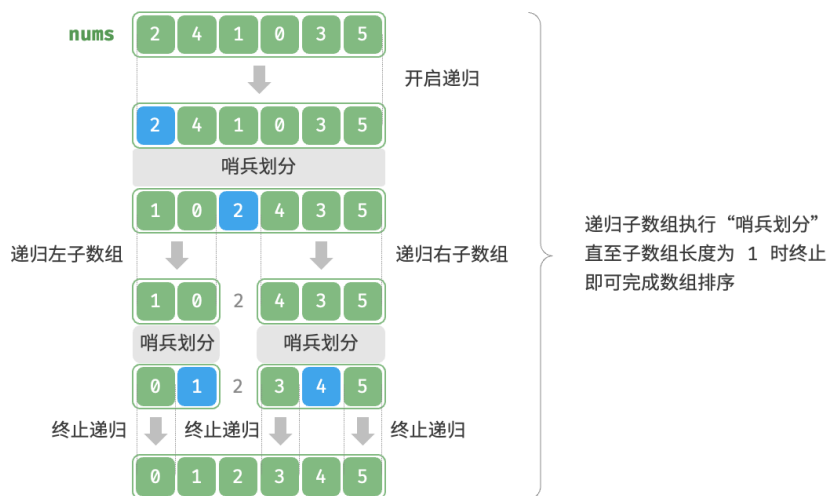 nums 2 4 1 0 3 5
开启递归
2 4 1 0 3 5
哨兵划分
1 0 2 4 3 5
递归左子数组 递归右子数组
1 0 2 4 3 5
哨兵划分 哨兵划分
0 1 2 3 4 5
终止递归 终止递归 终止递归
0 1 2 3 4 5
递归子数组执行“哨兵划分”
直至子数组长度为 1 时终止
即可完成数组排序